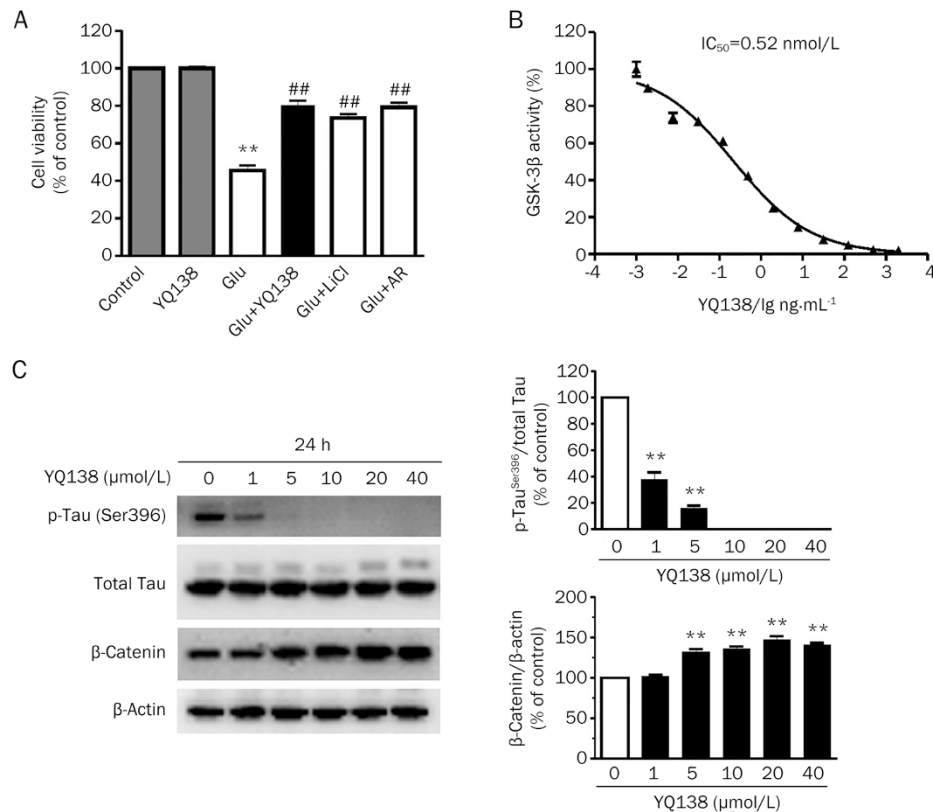 A
Cell viability
(% of control)
120
100
80
60
40
20
0
**
##
##
##
Control
YQ138
Glu
Glu+YQ138
Glu+LiCl
Glu+AR
B
IC₅₀=0.52 nmol/L
GSK-3β activity (%)
120
100
80
60
40
20
0
-4 -3 -2 -1 0 1 2 3 4
YQ138/lg ng·mL⁻¹
C
24 h
YQ138 (µmol/L) 0 1 5 10 20 40
p-Tau (Ser396)
Total Tau
β-Catenin
β-Actin
p-Tau^Ser396/total Tau
(% of control)
120
100
80
60
40
20
0
**
**
0 1 5 10 20 40
YQ138 (µmol/L)
β-Catenin/β-actin
(% of control)
200
150
100
50
0
** ** ** **
0 1 5 10 20 40
YQ138 (µmol/L)